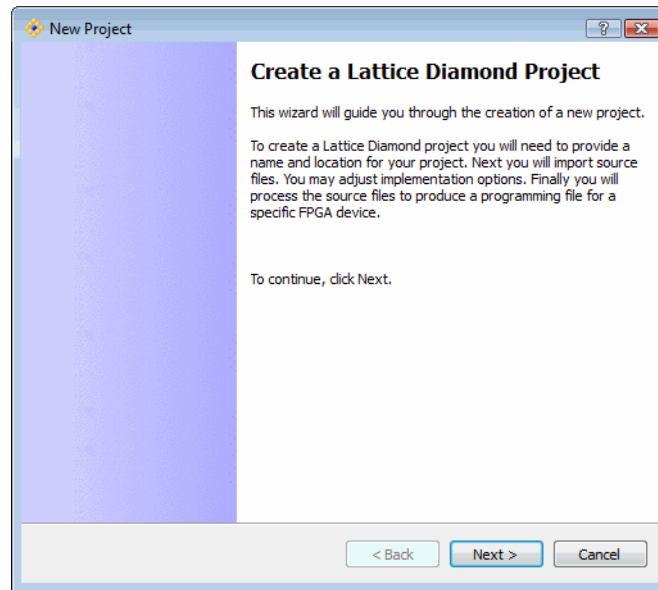 New Project
Create a Lattice Diamond Project
This wizard will guide you through the creation of a new project.
To create a Lattice Diamond project you will need to provide a
name and location for your project. Next you will import source
files. You may adjust implementation options. Finally you will
process the source files to produce a programming file for a
specific FPGA device.
To continue, click Next.
< Back Next > Cancel